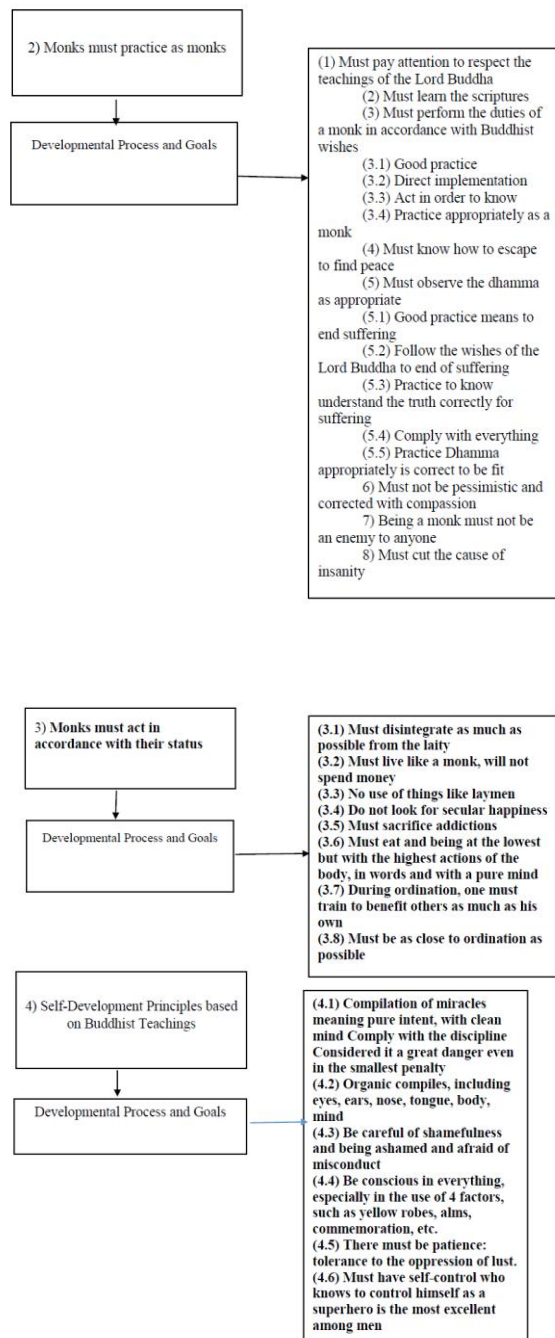 2) Monks must practice as monks
Developmental Process and Goals
(1) Must pay attention to respect the
teachings of the Lord Buddha
(2) Must learn the scriptures
(3) Must perform the duties of
a monk in accordance with Buddhist
wishes
(3.1) Good practice
(3.2) Direct implementation
(3.3) Act in order to know
(3.4) Practice appropriately as a
monk
(4) Must know how to escape
to find peace
(5) Must observe the dhamma
as appropriate
(5.1) Good practice means to
end suffering
(5.2) Follow the wishes of the
Lord Buddha to end of suffering
(5.3) Practice to know
understand the truth correctly for
suffering
(5.4) Comply with everything
(5.5) Practice Dhamma
appropriately is correct to be fit
6) Must not be pessimistic and
corrected with compassion
7) Being a monk must not be
an enemy to anyone
8) Must cut the cause of
insanity
3) Monks must act in
accordance with their status
Developmental Process and Goals
(3.1) Must disintegrate as much as
possible from the laity
(3.2) Must live like a monk, will not
spend money
(3.3) No use of things like laymen
(3.4) Do not look for secular happiness
(3.5) Must sacrifice addictions
(3.6) Must eat and being at the lowest
but with the highest actions of the
body, in words and with a pure mind
(3.7) During ordination, one must
train to benefit others as much as his
own
(3.8) Must be as close to ordination as
possible
4) Self-Development Principles based
on Buddhist Teachings
Developmental Process and Goals
(4.1) Compilation of miracles
meaning pure intent, with clean
mind Comply with the discipline
Considered it a great danger even
in the smallest penalty
(4.2) Organic compiles, including
eyes, ears, nose, tongue, body,
mind
(4.3) Be careful of shamefulness
and being ashamed and afraid of
misconduct
(4.4) Be conscious in everything,
especially in the use of 4 factors,
such as yellow robes, alms,
commemoration, etc.
(4.5) There must be patience:
tolerance to the oppression of lust.
(4.6) Must have self-control who
knows to control himself as a
superhero is the most excellent
among men